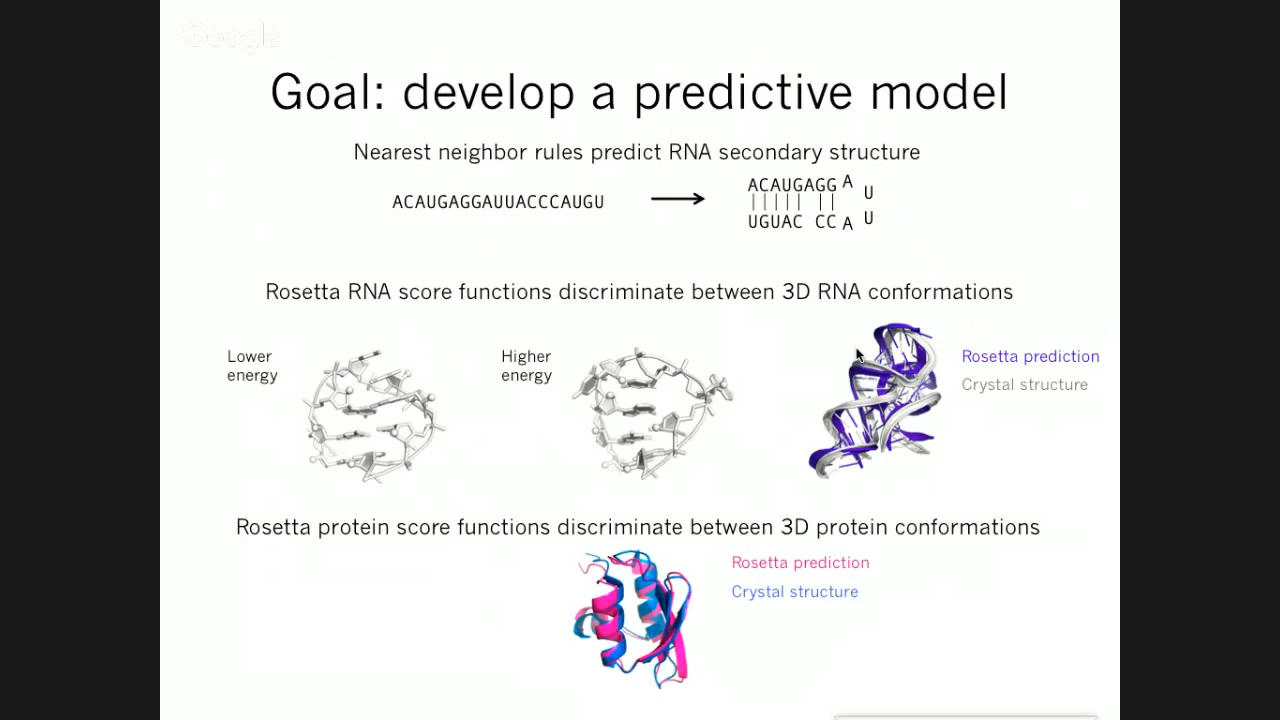 Google
Goal: develop a predictive model
Nearest neighbor rules predict RNA secondary structure
ACAUGAGGAUUACCCAUGU
ACAUGAGG A
U
UGUAC CC A U
Rosetta RNA score functions discriminate between 3D RNA conformations
Lower
energy
Higher
energy
Rosetta prediction
Crystal structure
Rosetta protein score functions discriminate between 3D protein conformations
Rosetta prediction
Crystal structure